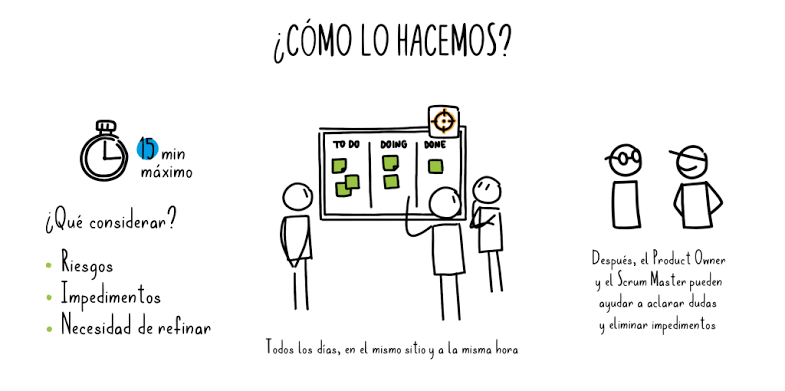 ¿CÓMO LO HACEMOS?
15 min
máximo
¿Qué considerar?
Riesgos
Impedimentos
Necesidad de refinar
TO DO DOING DONE
Todos los días, en el mismo sitio y a la misma hora
Después, el Product Owner
y el Scrum Master pueden
ayudar a aclarar dudas
y eliminar impedimentos